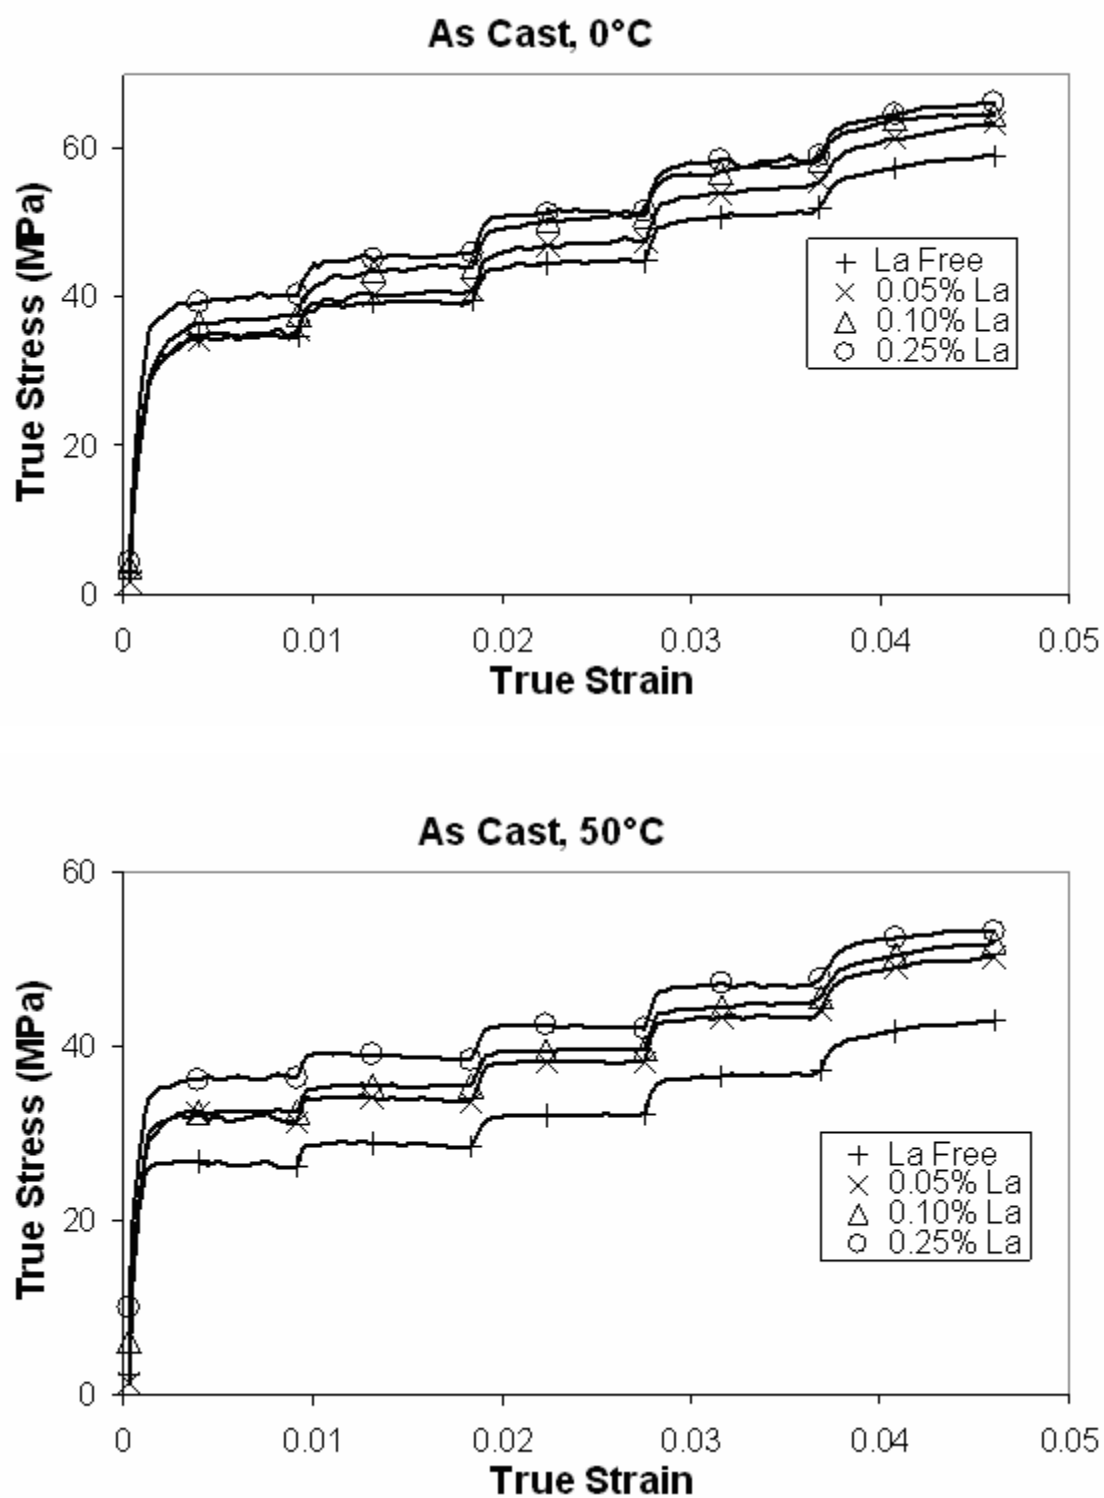 As Cast, 0°C
60
40
20
0
True Stress (MPa)
La Free
0.05% La
0.10% La
0.25% La
0 0.01 0.02 0.03 0.04 0.05
True Strain
As Cast, 50°C
60
40
20
0
True Stress (MPa)
La Free
0.05% La
0.10% La
0.25% La
0 0.01 0.02 0.03 0.04 0.05
True Strain